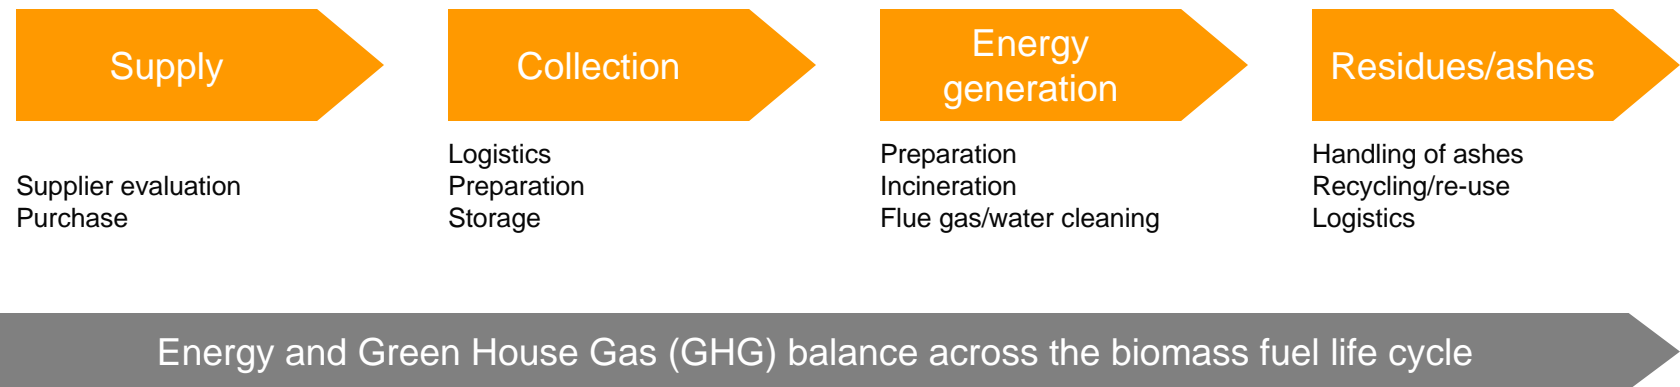 Supply
Supplier evaluation
Purchase
Collection
Logistics
Preparation
Storage
Energy
generation
Preparation
Incineration
Flue gas/water cleaning
Residues/ashes
Handling of ashes
Recycling/re-use
Logistics
Energy and Green House Gas (GHG) balance across the biomass fuel life cycle